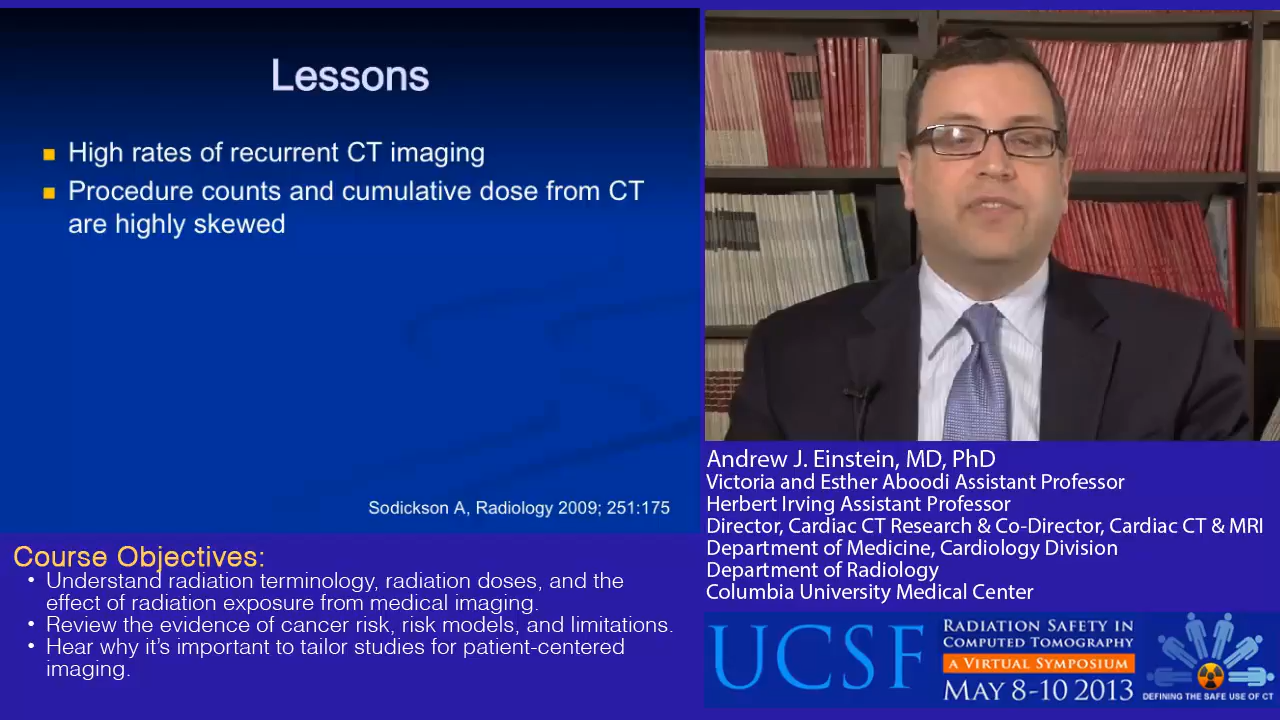 Lessons
High rates of recurrent CT imaging
Procedure counts and cumulative dose from CT
are highly skewed
Sodickson A, Radiology 2009; 251:175
Course Objectives:
• Understand radiation terminology, radiation doses, and the
effect of radiation exposure from medical imaging.
• Review the evidence of cancer risk, risk models, and limitations.
• Hear why it's important to tailor studies for patient-centered
imaging.
Andrew J. Einstein, MD, PhD
Victoria and Esther Aboodi Assistant Professor
Herbert Irving Assistant Professor
Director, Cardiac CT Research & Co-Director, Cardiac CT & MRI
Department of Medicine, Cardiology Division
Department of Radiology
Columbia University Medical Center
UCSF
RADIATION SAFETY IN
COMPUTED TOMOGRAPHY
A VIRTUAL SYMPOSIUM
MAY 8-10 2013
DEFINING THE SAFE USE OF CT